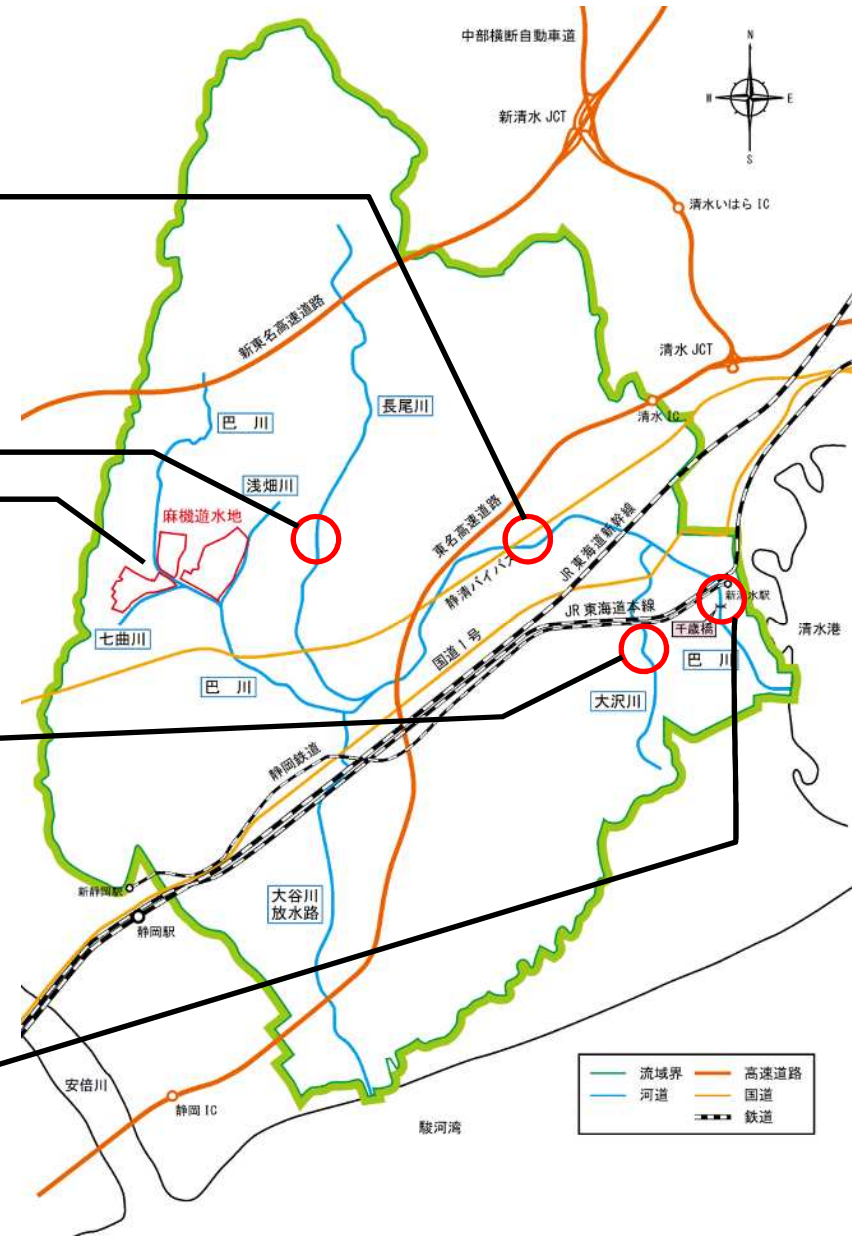 中部横断自動車道
N
W
E
S
新清水 JCT
清水いはら IC
新東名高速道路
清水 JCT
長尾川
巴 川
清水 IC
浅畑川
麻機遊水地
東名高速道路
静清バイパス
JR 東海道新幹線
JR 東海道本線
新清水駅
千歳橋
清水港
七曲川
国道1号
巴 川
巴 川
大沢川
静岡鉄道
新静岡駅
静岡駅
大谷川
放水路
安倍川
静岡 IC
駿河湾
流域界
高速道路
河道
国道
鉄道